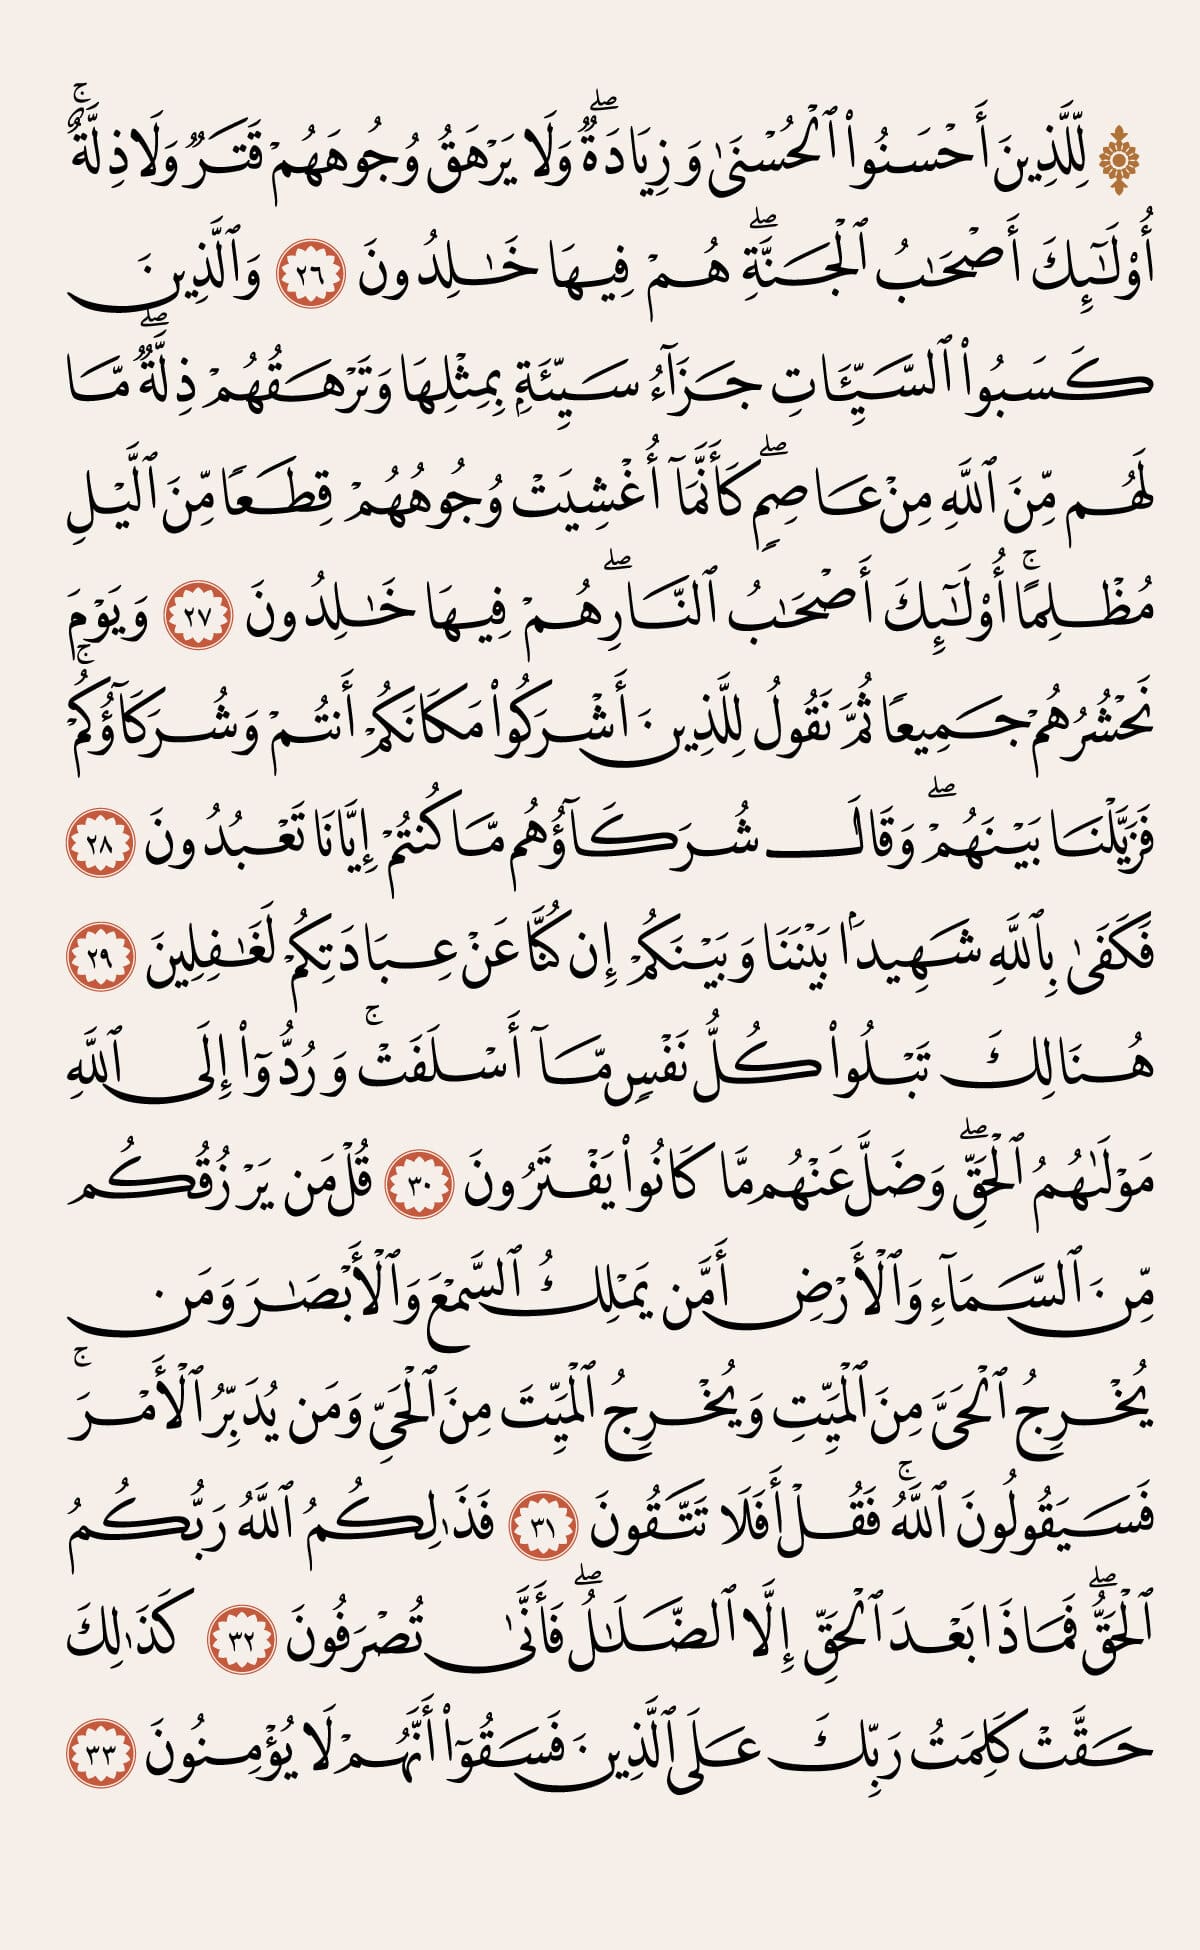 ۞ لِّلَّذِينَ أَحْسَنُوا۟ ٱلْحُسْنَىٰ وَزِيَادَةٌۖ وَلَا يَرْهَقُ وُجُوهَهُمْ قَتَرٌ وَلَا ذِلَّةٌۚ
أُو۟لَـٰٓئِكَ أَصْحَـٰبُ ٱلْجَنَّةِۖ هُمْ فِيهَا خَـٰلِدُونَ ٢٦ وَٱلَّذِينَ
كَسَبُوا۟ ٱلسَّيِّـَٔاتِ جَزَآءُ سَيِّئَةٍۭ بِمِثْلِهَا وَتَرْهَقُهُمْ ذِلَّةٌۖ مَّا
لَهُم مِّنَ ٱللَّهِ مِنْ عَاصِمٍۖ كَأَنَّمَآ أُغْشِيَتْ وُجُوهُهُمْ قِطَعًا مِّنَ ٱلَّيْلِ
مُظْلِمًاۚ أُو۟لَـٰٓئِكَ أَصْحَـٰبُ ٱلنَّارِۖ هُمْ فِيهَا خَـٰلِدُونَ ٢٧ وَيَوْمَ
نَحْشُرُهُمْ جَمِيعًا ثُمَّ نَقُولُ لِلَّذِينَ أَشْرَكُوا۟ مَكَانَكُمْ أَنتُمْ وَشُرَكَآؤُكُمْۚ
فَزَيَّلْنَا بَيْنَهُمْۖ وَقَالَ شُرَكَآؤُهُم مَّا كُنتُمْ إِيَّانَا تَعْبُدُونَ ٢٨
فَكَفَىٰ بِٱللَّهِ شَهِيدًۢا بَيْنَنَا وَبَيْنَكُمْ إِن كُنَّا عَنْ عِبَادَتِكُمْ لَغَـٰفِلِينَ ٢٩
هُنَالِكَ تَبْلُوا۟ كُلُّ نَفْسٍ مَّآ أَسْلَفَتْۚ وَرُدُّوٓا۟ إِلَى ٱللَّهِ
مَوْلَىٰهُمُ ٱلْحَقِّۖ وَضَلَّ عَنْهُم مَّا كَانُوا۟ يَفْتَرُونَ ٣٠ قُلْ مَن يَرْزُقُكُم
مِّنَ ٱلسَّمَآءِ وَٱلْأَرْضِ أَمَّن يَمْلِكُ ٱلسَّمْعَ وَٱلْأَبْصَـٰرَ وَمَن
يُخْرِجُ ٱلْحَىَّ مِنَ ٱلْمَيِّتِ وَيُخْرِجُ ٱلْمَيِّتَ مِنَ ٱلْحَىِّ وَمَن يُدَبِّرُ ٱلْأَمْرَۚ
فَسَيَقُولُونَ ٱللَّهُۚ فَقُلْ أَفَلَا تَتَّقُونَ ٣١ فَذَٰلِكُمُ ٱللَّهُ رَبُّكُمُ
ٱلْحَقُّۖ فَمَاذَا بَعْدَ ٱلْحَقِّ إِلَّا ٱلضَّلَـٰلُۖ فَأَنَّىٰ تُصْرَفُونَ ٣٢ كَذَٰلِكَ
حَقَّتْ كَلِمَتُ رَبِّكَ عَلَى ٱلَّذِينَ فَسَقُوٓا۟ أَنَّهُمْ لَا يُؤْمِنُونَ ٣٣